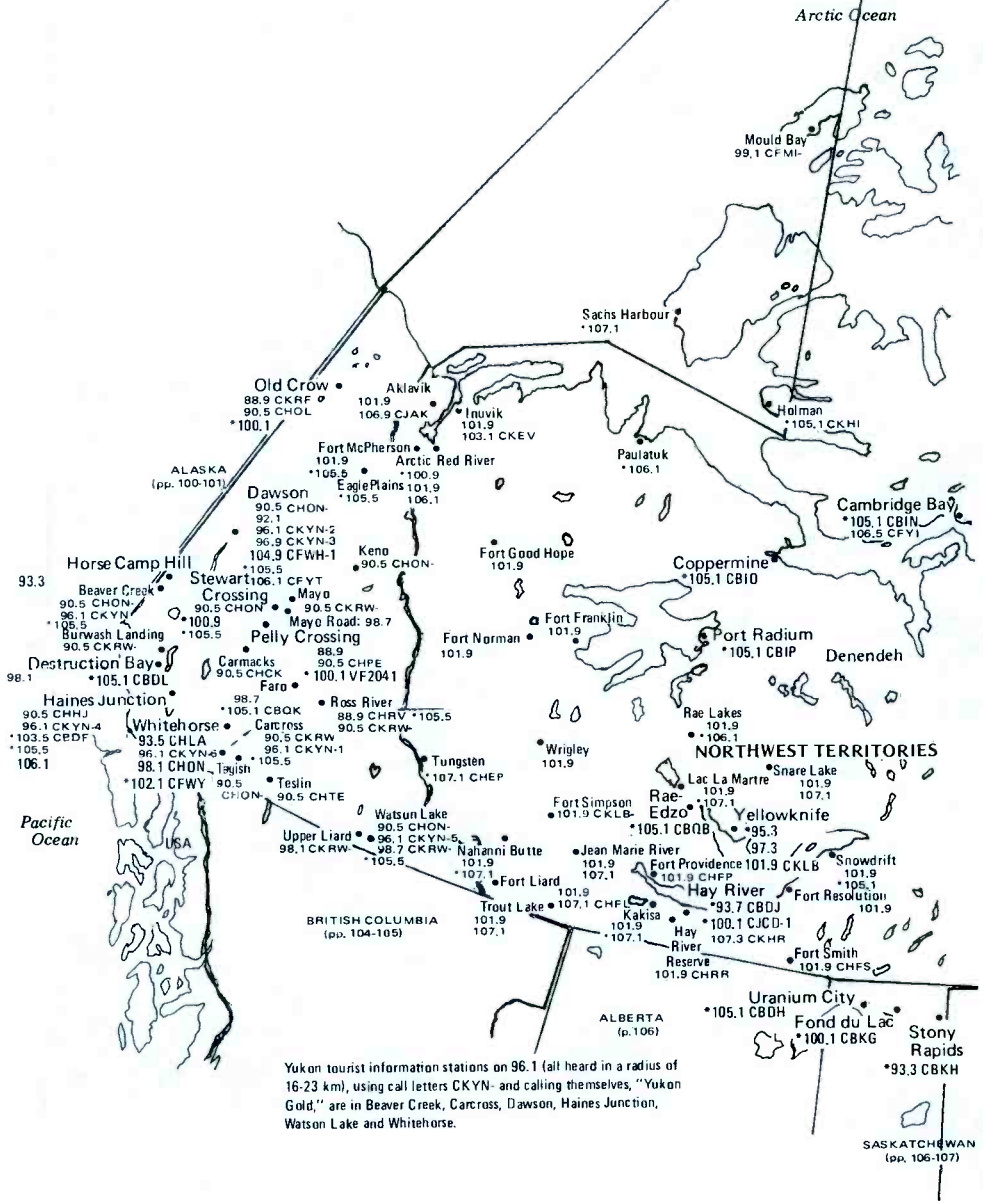 Arctic Ocean
Mould Bay
99.1 CFMI-
Sachs Harbour
*107.1
Old Crow
88.9 CKRF
90.5 CHOL
*100.1
Aklavik
101.9
106.9 CJAK
Inuvik
101.9
103.1 CKEV
Holman
*105.1 CKHI
Fort McPherson
101.9
*105.5
Arctic Red River
*100.9
101.9
106.1
Paulatuk
*106.1
ALASKA
(pp. 100-101)
Eagle Plains
*105.5
Dawson
90.5 CHON-
92.1
96.1 CKYN-2
96.9 CKYN-3
104.9 CFWH-1
*105.5
106.1 CFYT
Cambridge Bay
*105.1 CBIN
106.5 CFYI
Keno
90.5 CHON-
Fort Good Hope
101.9
Coppermine
*105.1 CBIO
Horse Camp Hill
93.3
Beaver Creek
90.5 CHON-
96.1 CKYN
*105.5
Stewart
Crossing
90.5 CHON
*100.9
*105.5
Mayo
90.5 CKRW-
Mayo Road: 98.7
Burwash Landing
90.5 CKRW-
Pelly Crossing
88.9
90.5 CHPE
*100.1 VF2041
Fort Norman
101.9
Fort Franklin
101.9
Port Radium
*105.1 CBIP
Denendeh
Destruction Bay
98.1
*105.1 CBDL
Carmacks
90.5 CHCK
Faro
98.7
*105.1 CBQK
Haines Junction
90.5 CHHJ
96.1 CKYN-4
*103.5 CBDF
*105.5
106.1
Ross River
88.9 CHRV *105.5
90.5 CKRW-
Rae Lakes
101.9
*106.1
Whitehorse
93.5 CHLA
96.1 CKYN-6
98.1 CHON
*102.1 CFWY
Carcross
90.5 CKRW
96.1 CKYN-1
*105.5
Wrigley
101.9
NORTHWEST TERRITORIES
Tagish
90.5
CHON-
Teslin
90.5 CHTE
Tungsten
*107.1 CHEP
Lac La Martre
101.9
*107.1
Snare Lake
101.9
107.1
Pacific
Ocean
USA
Fort Simpson
*101.9 CKLB-
Rae-
Edzo
*105.1 CBQB
Yellowknife
*95.3
97.3
101.9 CKLB
Upper Liard
98.1 CKRW-
Watsun Lake
90.5 CHON-
96.1 CKYN-5
98.7 CKRW-
*105.5
Nahanni Butte
101.9
*107.1
Jean Marie River
101.9
107.1
Fort Providence
*101.9 CHFP
Snowdrift
101.9
*105.1
Fort Liard
101.9
107.1 CHFL
Hay River
*93.7 CBDJ
*100.1 CJCD-1
107.3 CKHR
Fort Resolution
101.9
BRITISH COLUMBIA
(pp. 104-105)
Trout Lake
101.9
107.1
Kakisa
101.9
*107.1
Hay
River
Reserve
101.9 CHRR
Fort Smith
101.9 CHFS
ALBERTA
(p. 106)
Uranium City
*105.1 CBDH
Fond du Lac
*100.1 CBKG
Stony
Rapids
*93.3 CBKH
Yukon tourist information stations on 96.1 (all heard in a radius of
16-23 km), using call letters CKYN- and calling themselves, "Yukon
Gold," are in Beaver Creek, Carcross, Dawson, Haines Junction,
Watson Lake and Whitehorse.
SASKATCHEWAN
(pp. 106-107)